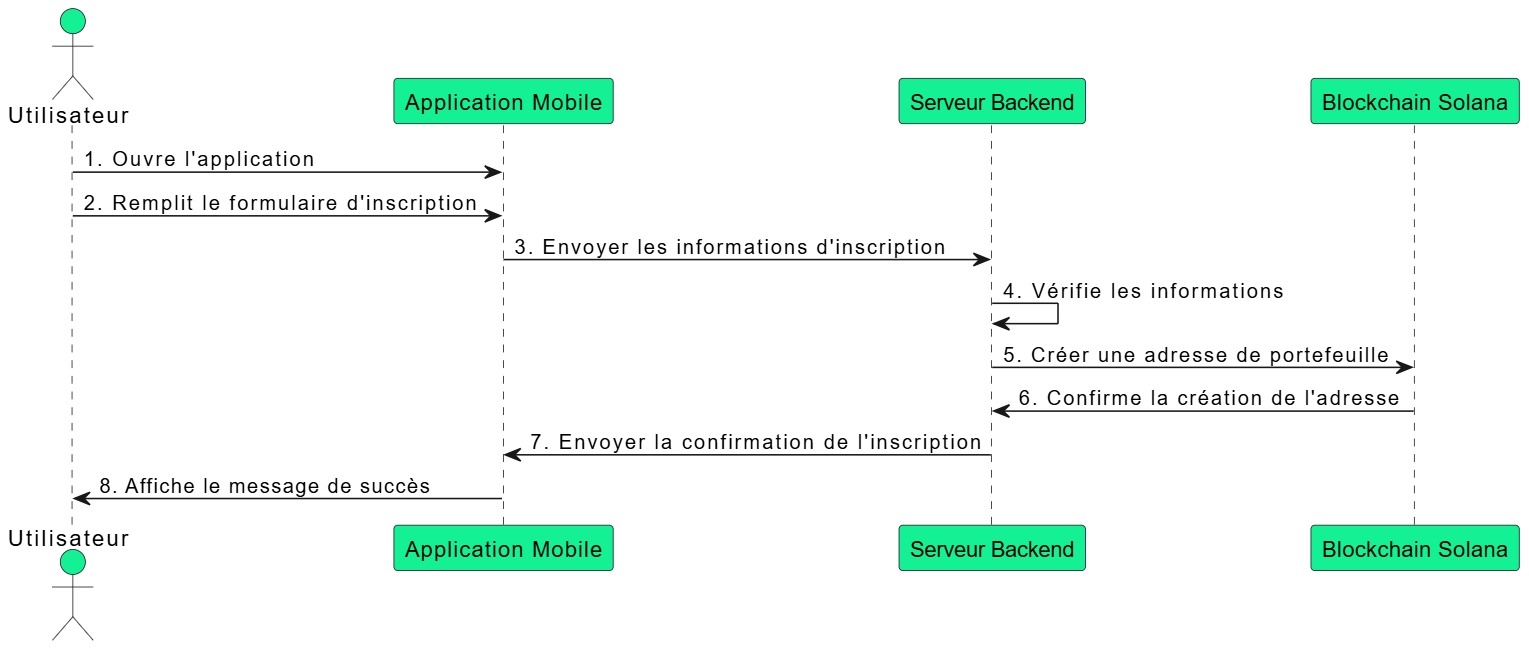 Utilisateur
Application Mobile
Serveur Backend
Blockchain Solana
1. Ouvre l'application
2. Remplit le formulaire d'inscription
3. Envoyer les informations d'inscription
4. Vérifie les informations
5. Créer une adresse de portefeuille
6. Confirme la création de l'adresse
7. Envoyer la confirmation de l'inscription
8. Affiche le message de succès
Utilisateur
Application Mobile
Serveur Backend
Blockchain Solana